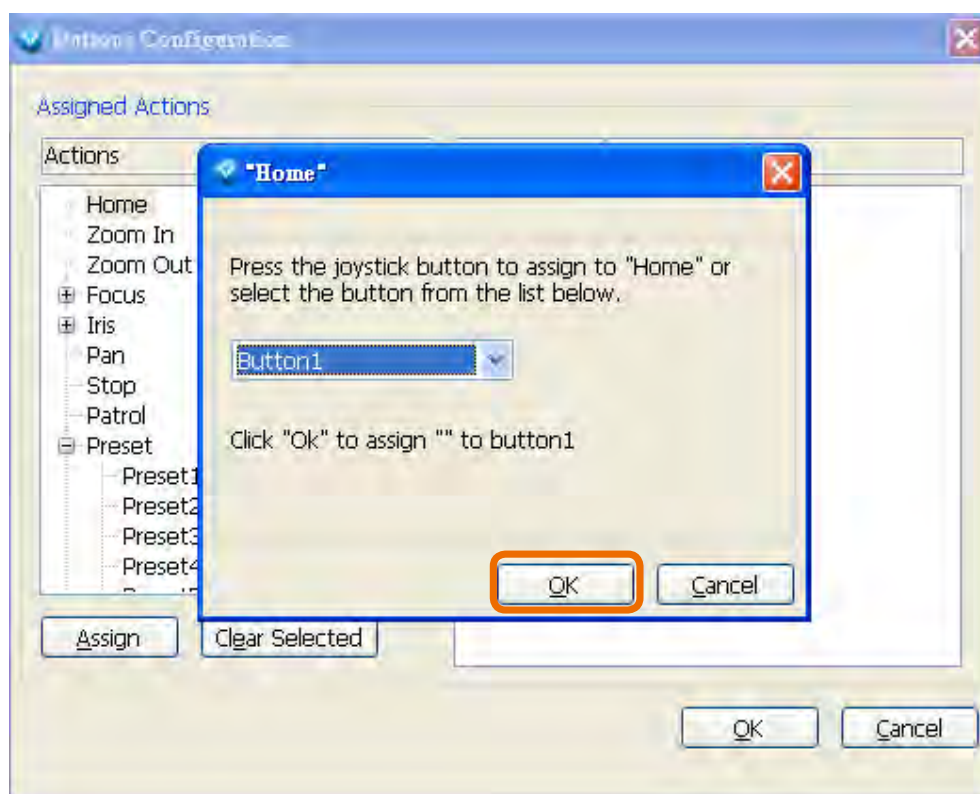 Buttons Configuration
Assigned Actions
Actions
Home
Zoom In
Zoom Out
Focus
Iris
Pan
Stop
Patrol
Preset
Preset1
Preset2
Preset3
Preset4
"Home"
Press the joystick button to assign to "Home" or
select the button from the list below.
Button1
Click "Ok" to assign "" to button1
OK
Cancel
Assign
Clear Selected
OK
Cancel